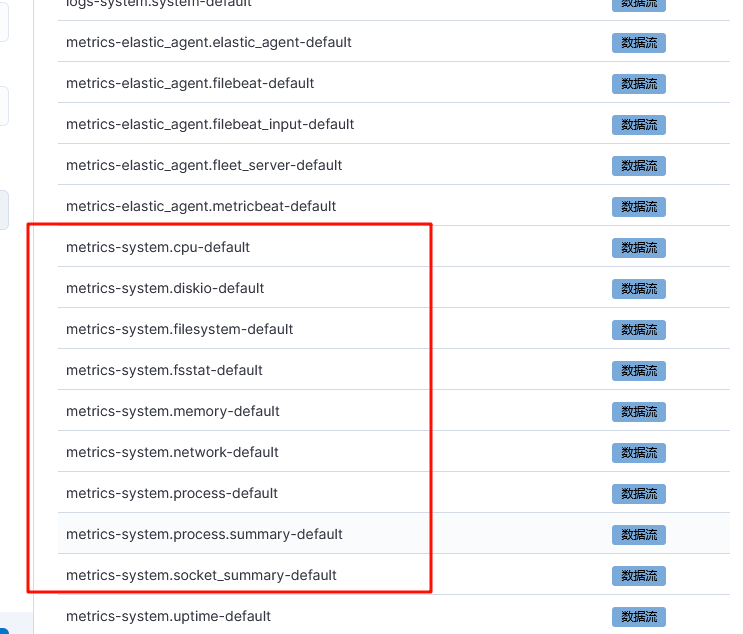 logs-system.system-default 数据流
metrics-elastic_agent.elastic_agent-default 数据流
metrics-elastic_agent.filebeat-default 数据流
metrics-elastic_agent.filebeat_input-default 数据流
metrics-elastic_agent.fleet_server-default 数据流
metrics-elastic_agent.metricbeat-default 数据流
metrics-system.cpu-default 数据流
metrics-system.diskio-default 数据流
metrics-system.filesystem-default 数据流
metrics-system.fsstat-default 数据流
metrics-system.memory-default 数据流
metrics-system.network-default 数据流
metrics-system.process-default 数据流
metrics-system.process.summary-default 数据流
metrics-system.socket_summary-default 数据流
metrics-system.uptime-default 数据流